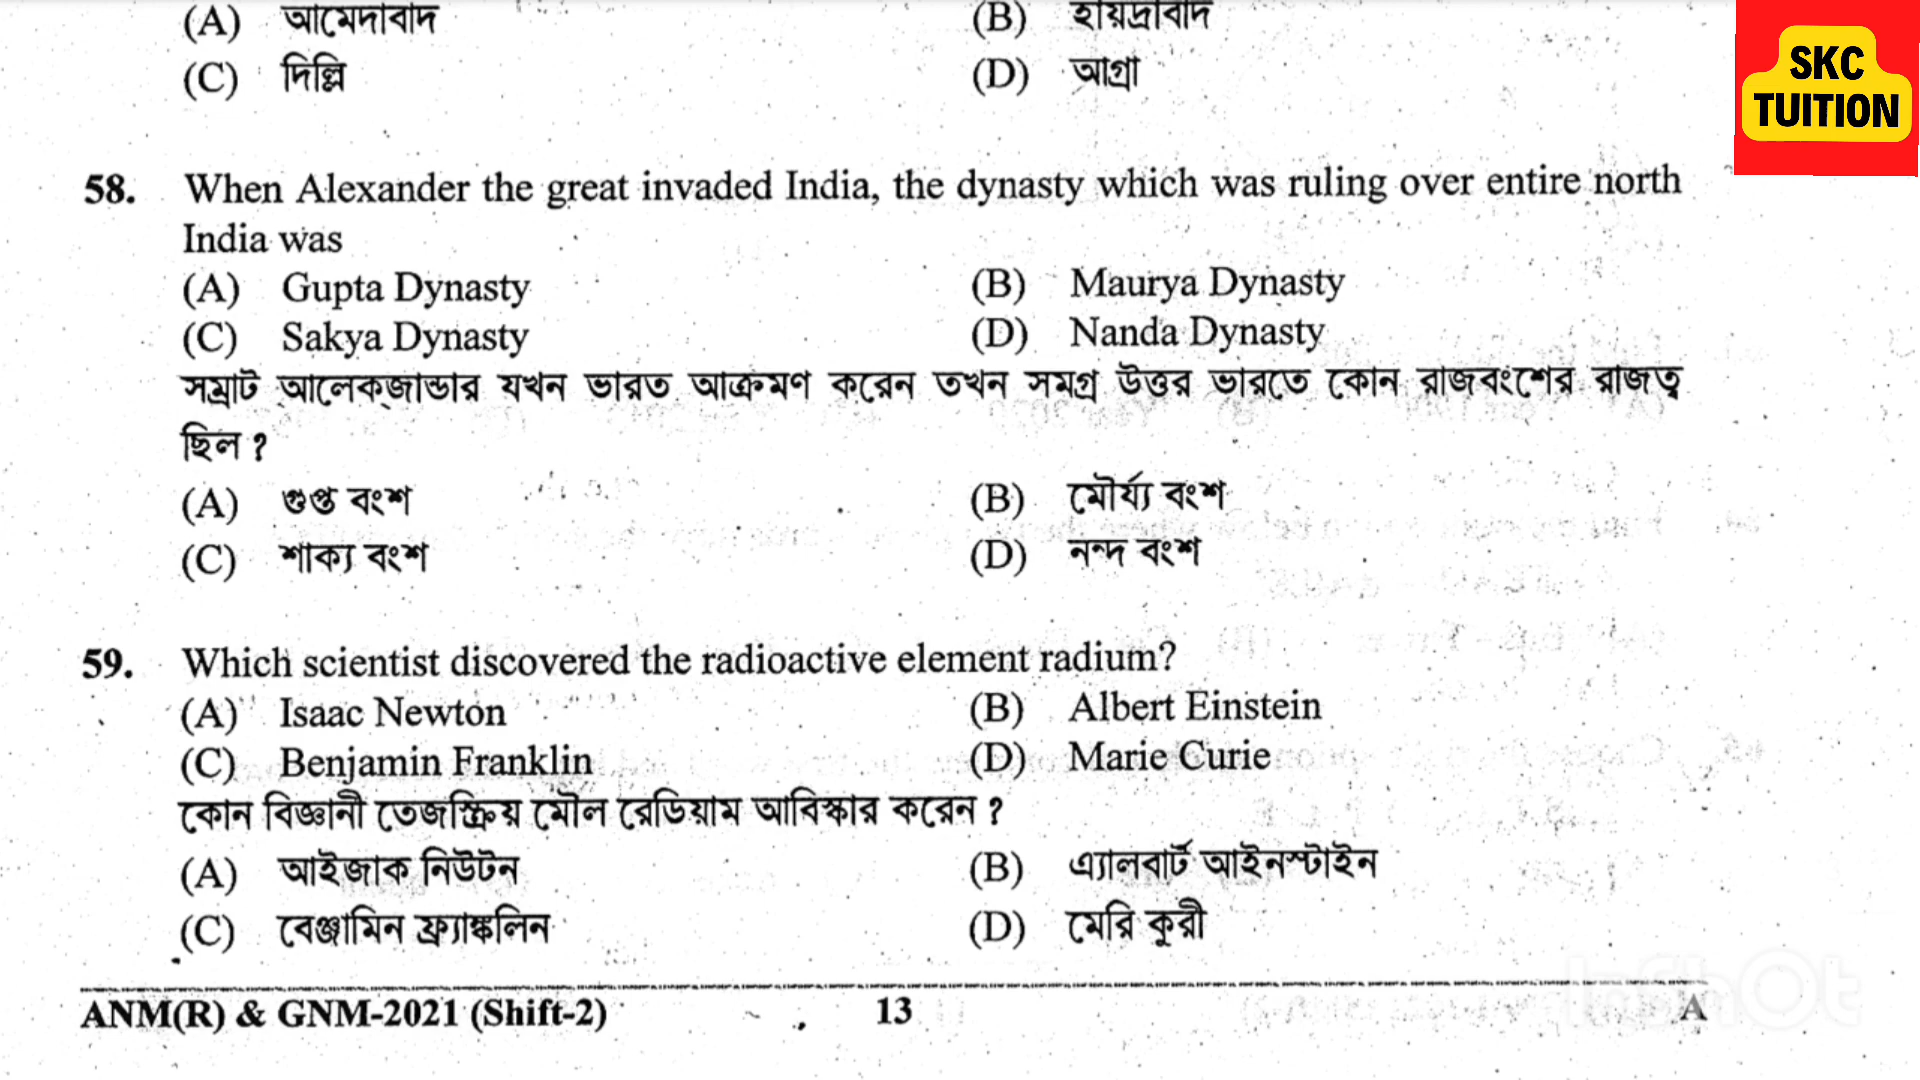 (A) আমেদাবাদ (B) হায়দ্রাবাদ
(C) দিল্লি (D) আগ্রা
SKC
TUITION
58. When Alexander the great invaded India, the dynasty which was ruling over entire north
India was
(A) Gupta Dynasty (B) Maurya Dynasty
(C) Sakya Dynasty (D) Nanda Dynasty
সম্রাট আলেক্‌জান্ডার যখন ভারত আক্রমণ করেন তখন সমগ্র উত্তর ভারতে কোন রাজবংশের রাজত্ব
ছিল ?
(A) গুপ্ত বংশ (B) মৌর্য্য বংশ
(C) শাক্য বংশ (D) নন্দ বংশ
59. Which scientist discovered the radioactive element radium?
(A) Isaac Newton (B) Albert Einstein
(C) Benjamin Franklin (D) Marie Curie
কোন বিজ্ঞানী তেজস্ক্রিয় মৌল রেডিয়াম আবিস্কার করেন ?
(A) আইজাক নিউটন (B) এ্যালবার্ট আইনস্টাইন
(C) বেঞ্জামিন ফ্র্যাঙ্কলিন (D) মেরি কুরী
ANM(R) & GNM-2021 (Shift-2) 13 A
InShOt